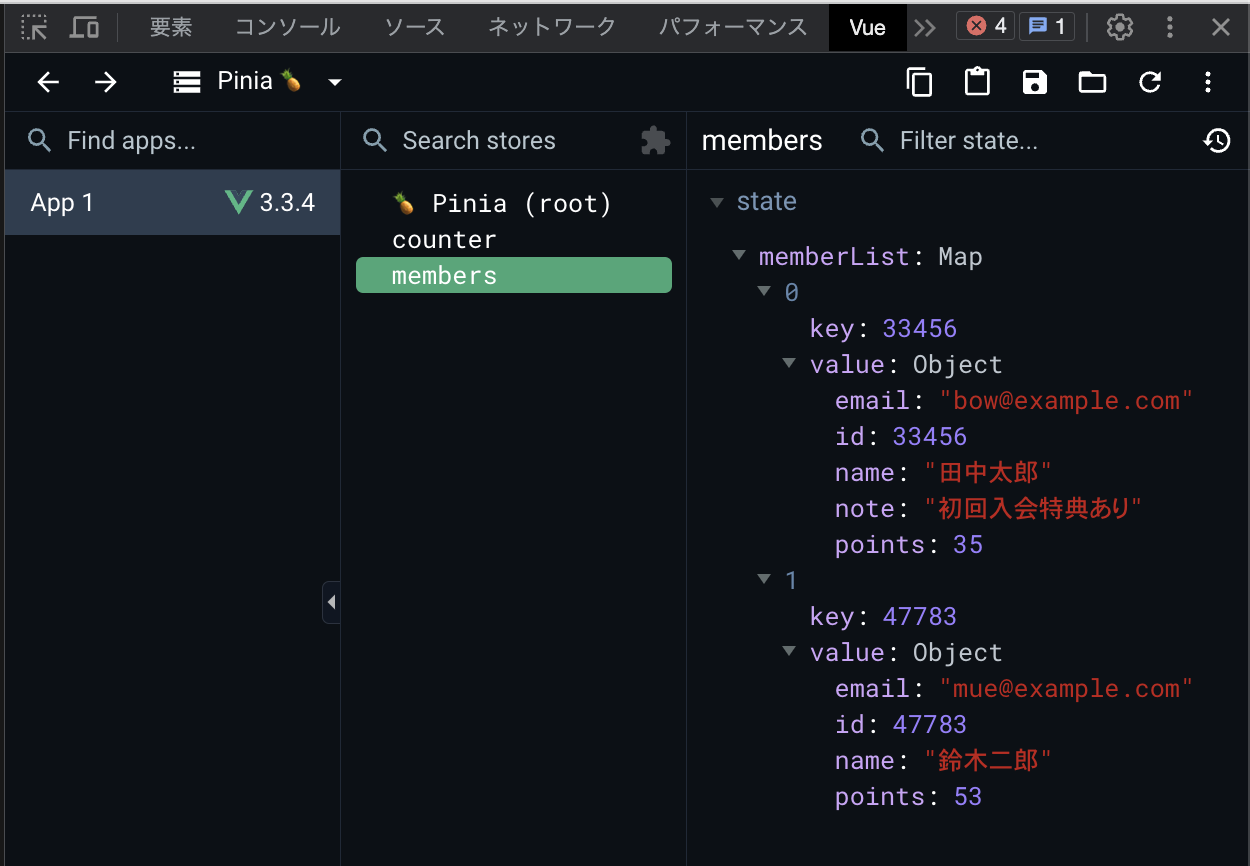 要素 コンソール ソース ネットワーク パフォーマンス Vue 4 1
Pinia 🍍
Find apps... Search stores members Filter state...
App 1 3.3.4
🍍 Pinia (root)
counter
members
state
memberList: Map
0
key: 33456
value: Object
email: "bow@example.com"
id: 33456
name: "田中太郎"
note: "初回入会特典あり"
points: 35
1
key: 47783
value: Object
email: "mue@example.com"
id: 47783
name: "鈴木二郎"
points: 53